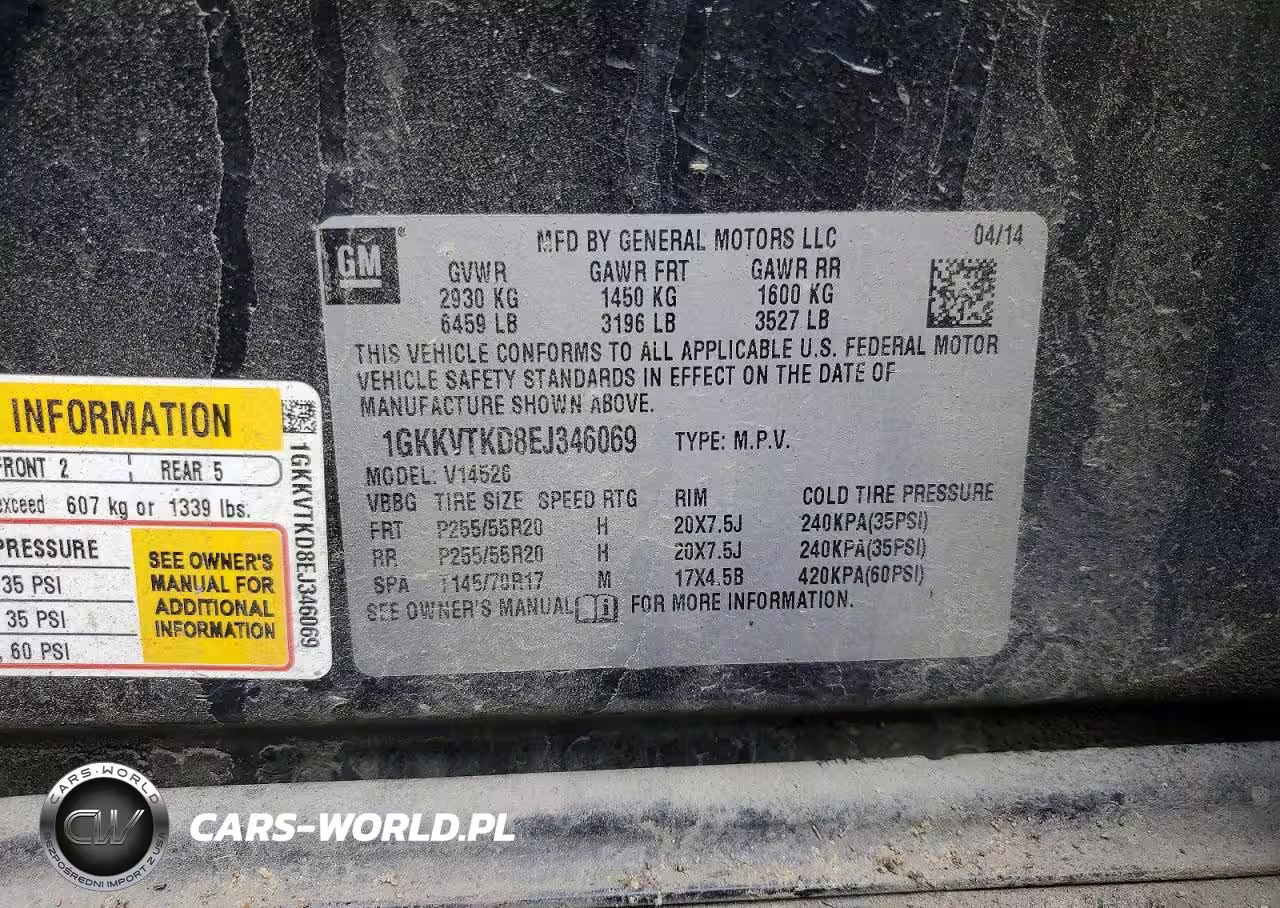 GM
MFD BY GENERAL MOTORS LLC 04/14
GVWR GAWR FRT GAWR RR
2930 KG 1450 KG 1600 KG
6459 LB 3196 LB 3527 LB
THIS VEHICLE CONFORMS TO ALL APPLICABLE U.S. FEDERAL MOTOR
VEHICLE SAFETY STANDARDS IN EFFECT ON THE DATE OF
MANUFACTURE SHOWN ABOVE.
1GKKVTKD8EJ346069 TYPE: M.P.V.
MODEL: V14526
VBBG TIRE SIZE SPEED RTG RIM COLD TIRE PRESSURE
FRT P255/55R20 H 20X7.5J 240KPA(35PSI)
RR P255/55R20 H 20X7.5J 240KPA(35PSI)
SPA T145/70R17 M 17X4.5B 420KPA(60PSI)
SEE OWNER'S MANUAL FOR MORE INFORMATION.
INFORMATION
FRONT 2 REAR 5
exceed 607 kg or 1339 lbs.
PRESSURE
35 PSI
35 PSI
, 60 PSI
SEE OWNER'S
MANUAL FOR
ADDITIONAL
INFORMATION
1GKKVTKD8EJ346069
CARS-WORLD
CW
BEZPOŚREDNI IMPORT Z USA
CARS-WORLD.PL